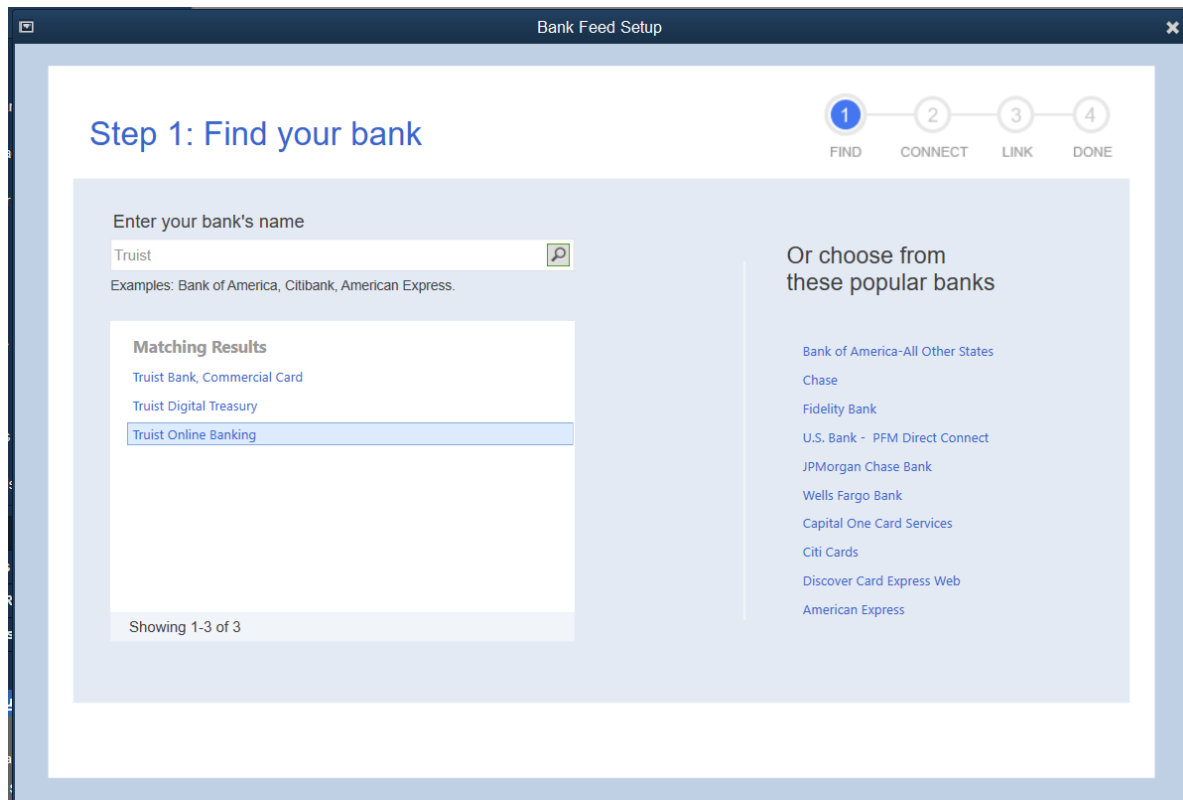 Bank Feed Setup
Step 1: Find your bank
1
2
3
4
FIND
CONNECT
LINK
DONE
Enter your bank's name
Truist
Examples: Bank of America, Citibank, American Express.
Matching Results
Truist Bank, Commercial Card
Truist Digital Treasury
Truist Online Banking
Showing 1-3 of 3
Or choose from
these popular banks
Bank of America-All Other States
Chase
Fidelity Bank
U.S. Bank - PFM Direct Connect
JPMorgan Chase Bank
Wells Fargo Bank
Capital One Card Services
Citi Cards
Discover Card Express Web
American Express